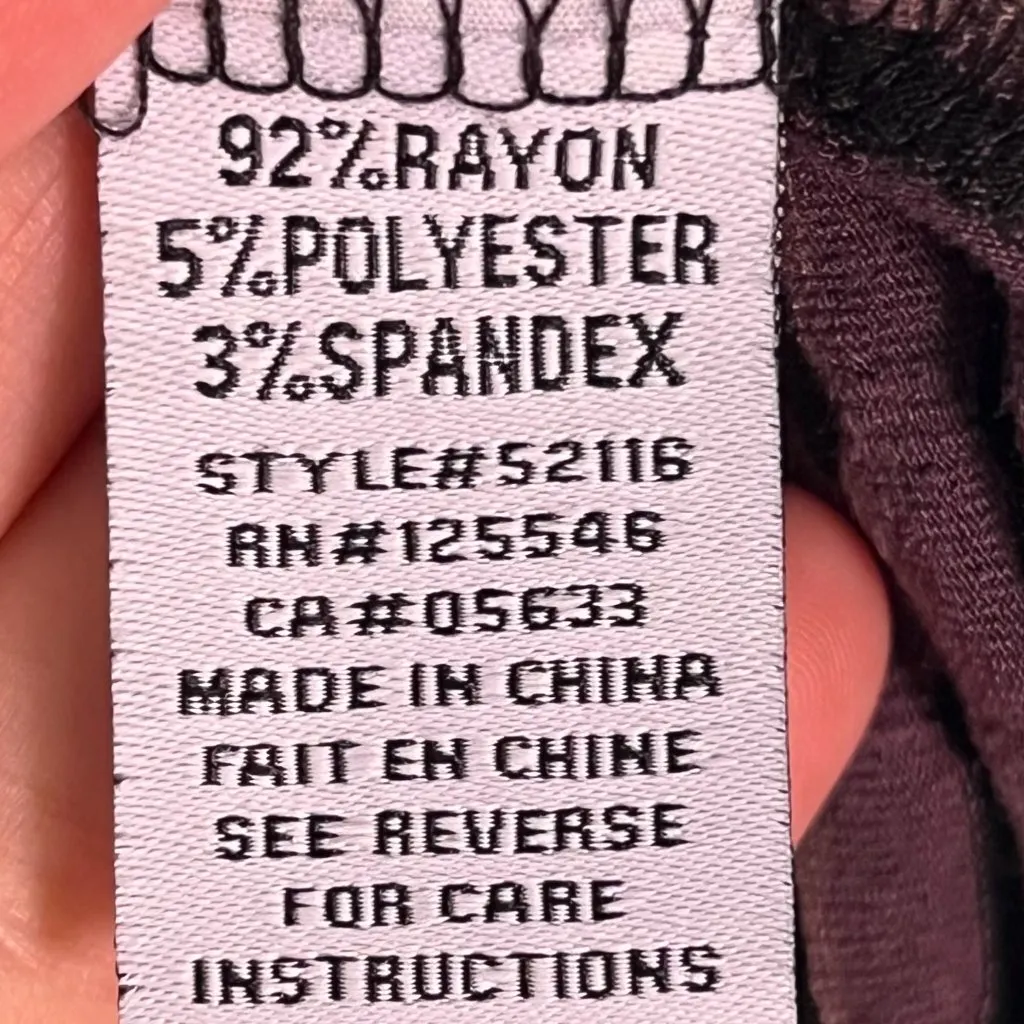 92%RAYON
5%POLYESTER
3%SPANDEX
STYLE#52116
RN#125546
CA#05633
MADE IN CHINA
FAIT EN CHINE
SEE REVERSE
FOR CARE
INSTRUCTIONS